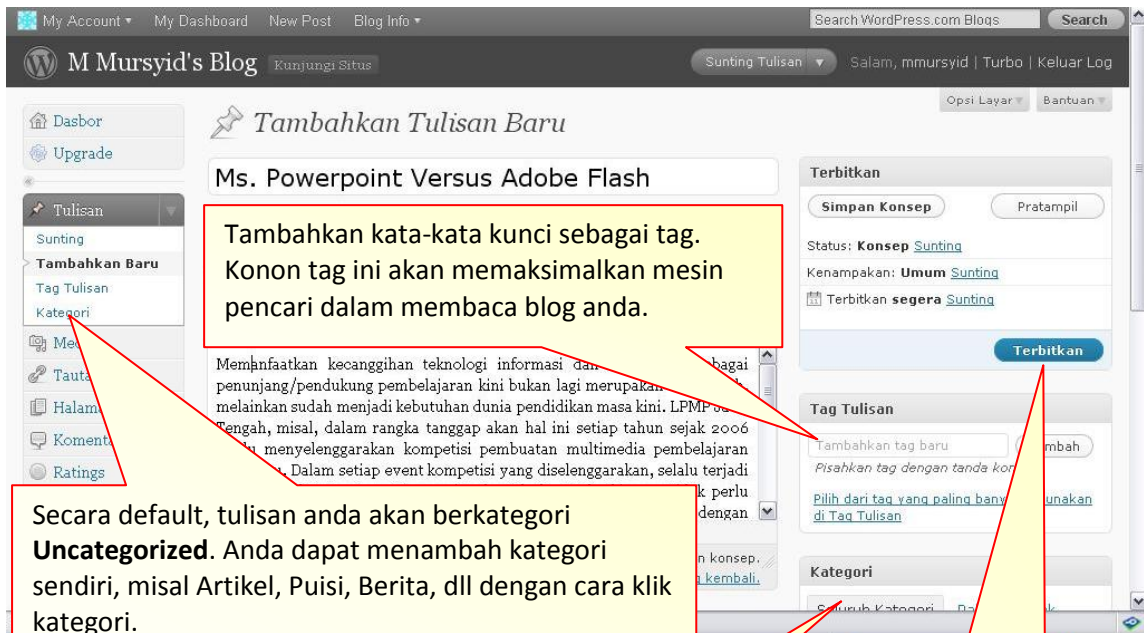 My Account My Dashboard New Post Blog Info Search WordPress.com Blogs Search
M Mursyid's Blog Kunjungi Situs Sunting Tulisan Salam, mmursyid | Turbo | Keluar Log
Opsi Layar Bantuan
Dasbor
Upgrade
Tulisan
Sunting
Tambahkan Baru
Tag Tulisan
Kategori
Ratings
Tambahkan Tulisan Baru
Ms. Powerpoint Versus Adobe Flash
Tambahkan kata-kata kunci sebagai tag.
Konon tag ini akan memaksimalkan mesin
pencari dalam membaca blog anda.
Memanfaatkan kecanggihan teknologi informasi
penunjang/pendukung pembelajaran kini bukan lagi merupakan
melainkan sudah menjadi kebutuhan dunia pendidikan masa kini. LPMP
Tengah, misal, dalam rangka tanggap akan hal ini setiap tahun sejak 2006
menyelenggarakan kompetisi pembuatan multimedia pembelajaran
Dalam setiap event kompetisi yang diselenggarakan, selalu terjadi
perlu
dengan
konsep.
kembali.
Secara default, tulisan anda akan berkategori
Uncategorized. Anda dapat menambah kategori
sendiri, misal Artikel, Puisi, Berita, dll dengan cara klik
kategori.
Terbitkan
Simpan Konsep Pratampil
Status: Konsep Sunting
Kenampakan: Umum Sunting
Terbitkan segera Sunting
Terbitkan
Tag Tulisan
Tambahkan tag baru
Pisahkan tag dengan tanda
Pilih dari tag yang paling
di Tag Tulisan
Kategori
Seluruh Kategori